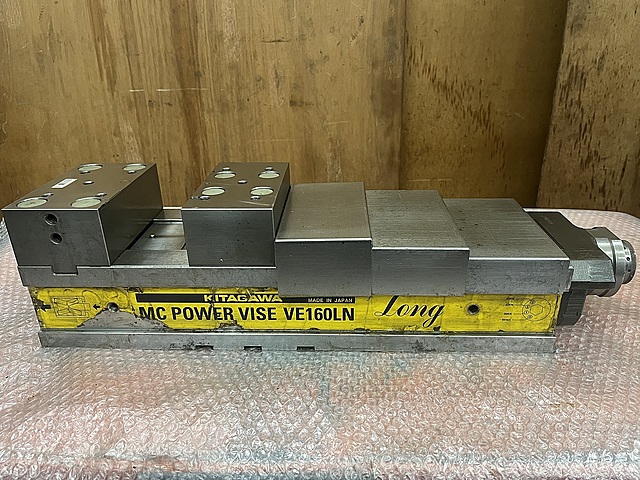 KITAGAWA MADE IN JAPAN
MC POWER VISE VE160LN Long